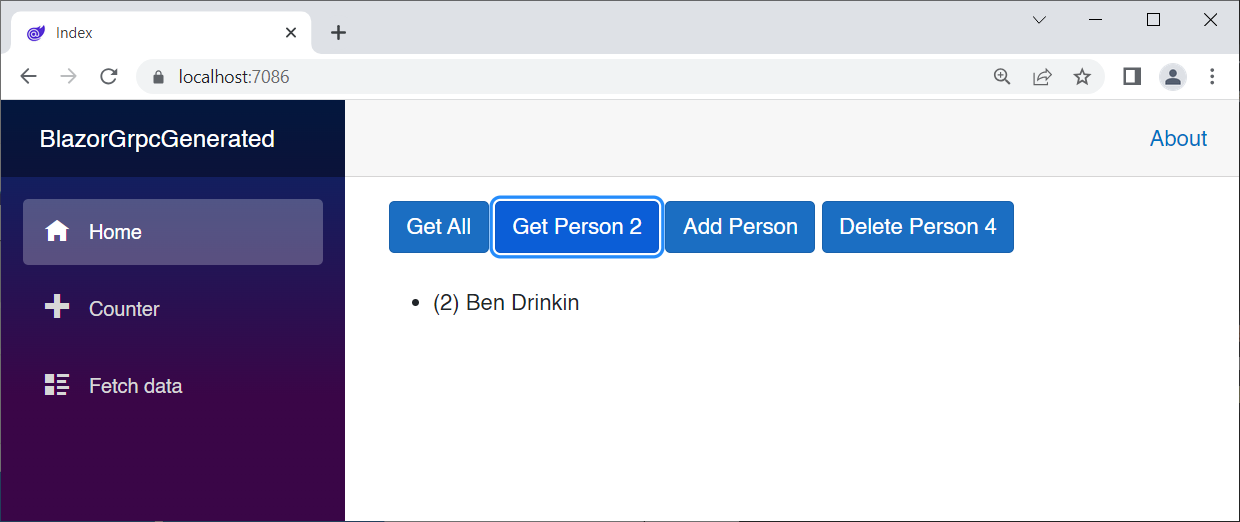 Index
localhost:7086
BlazorGrpcGenerated
About
Home
Counter
Fetch data
Get All
Get Person 2
Add Person
Delete Person 4
(2) Ben Drinkin